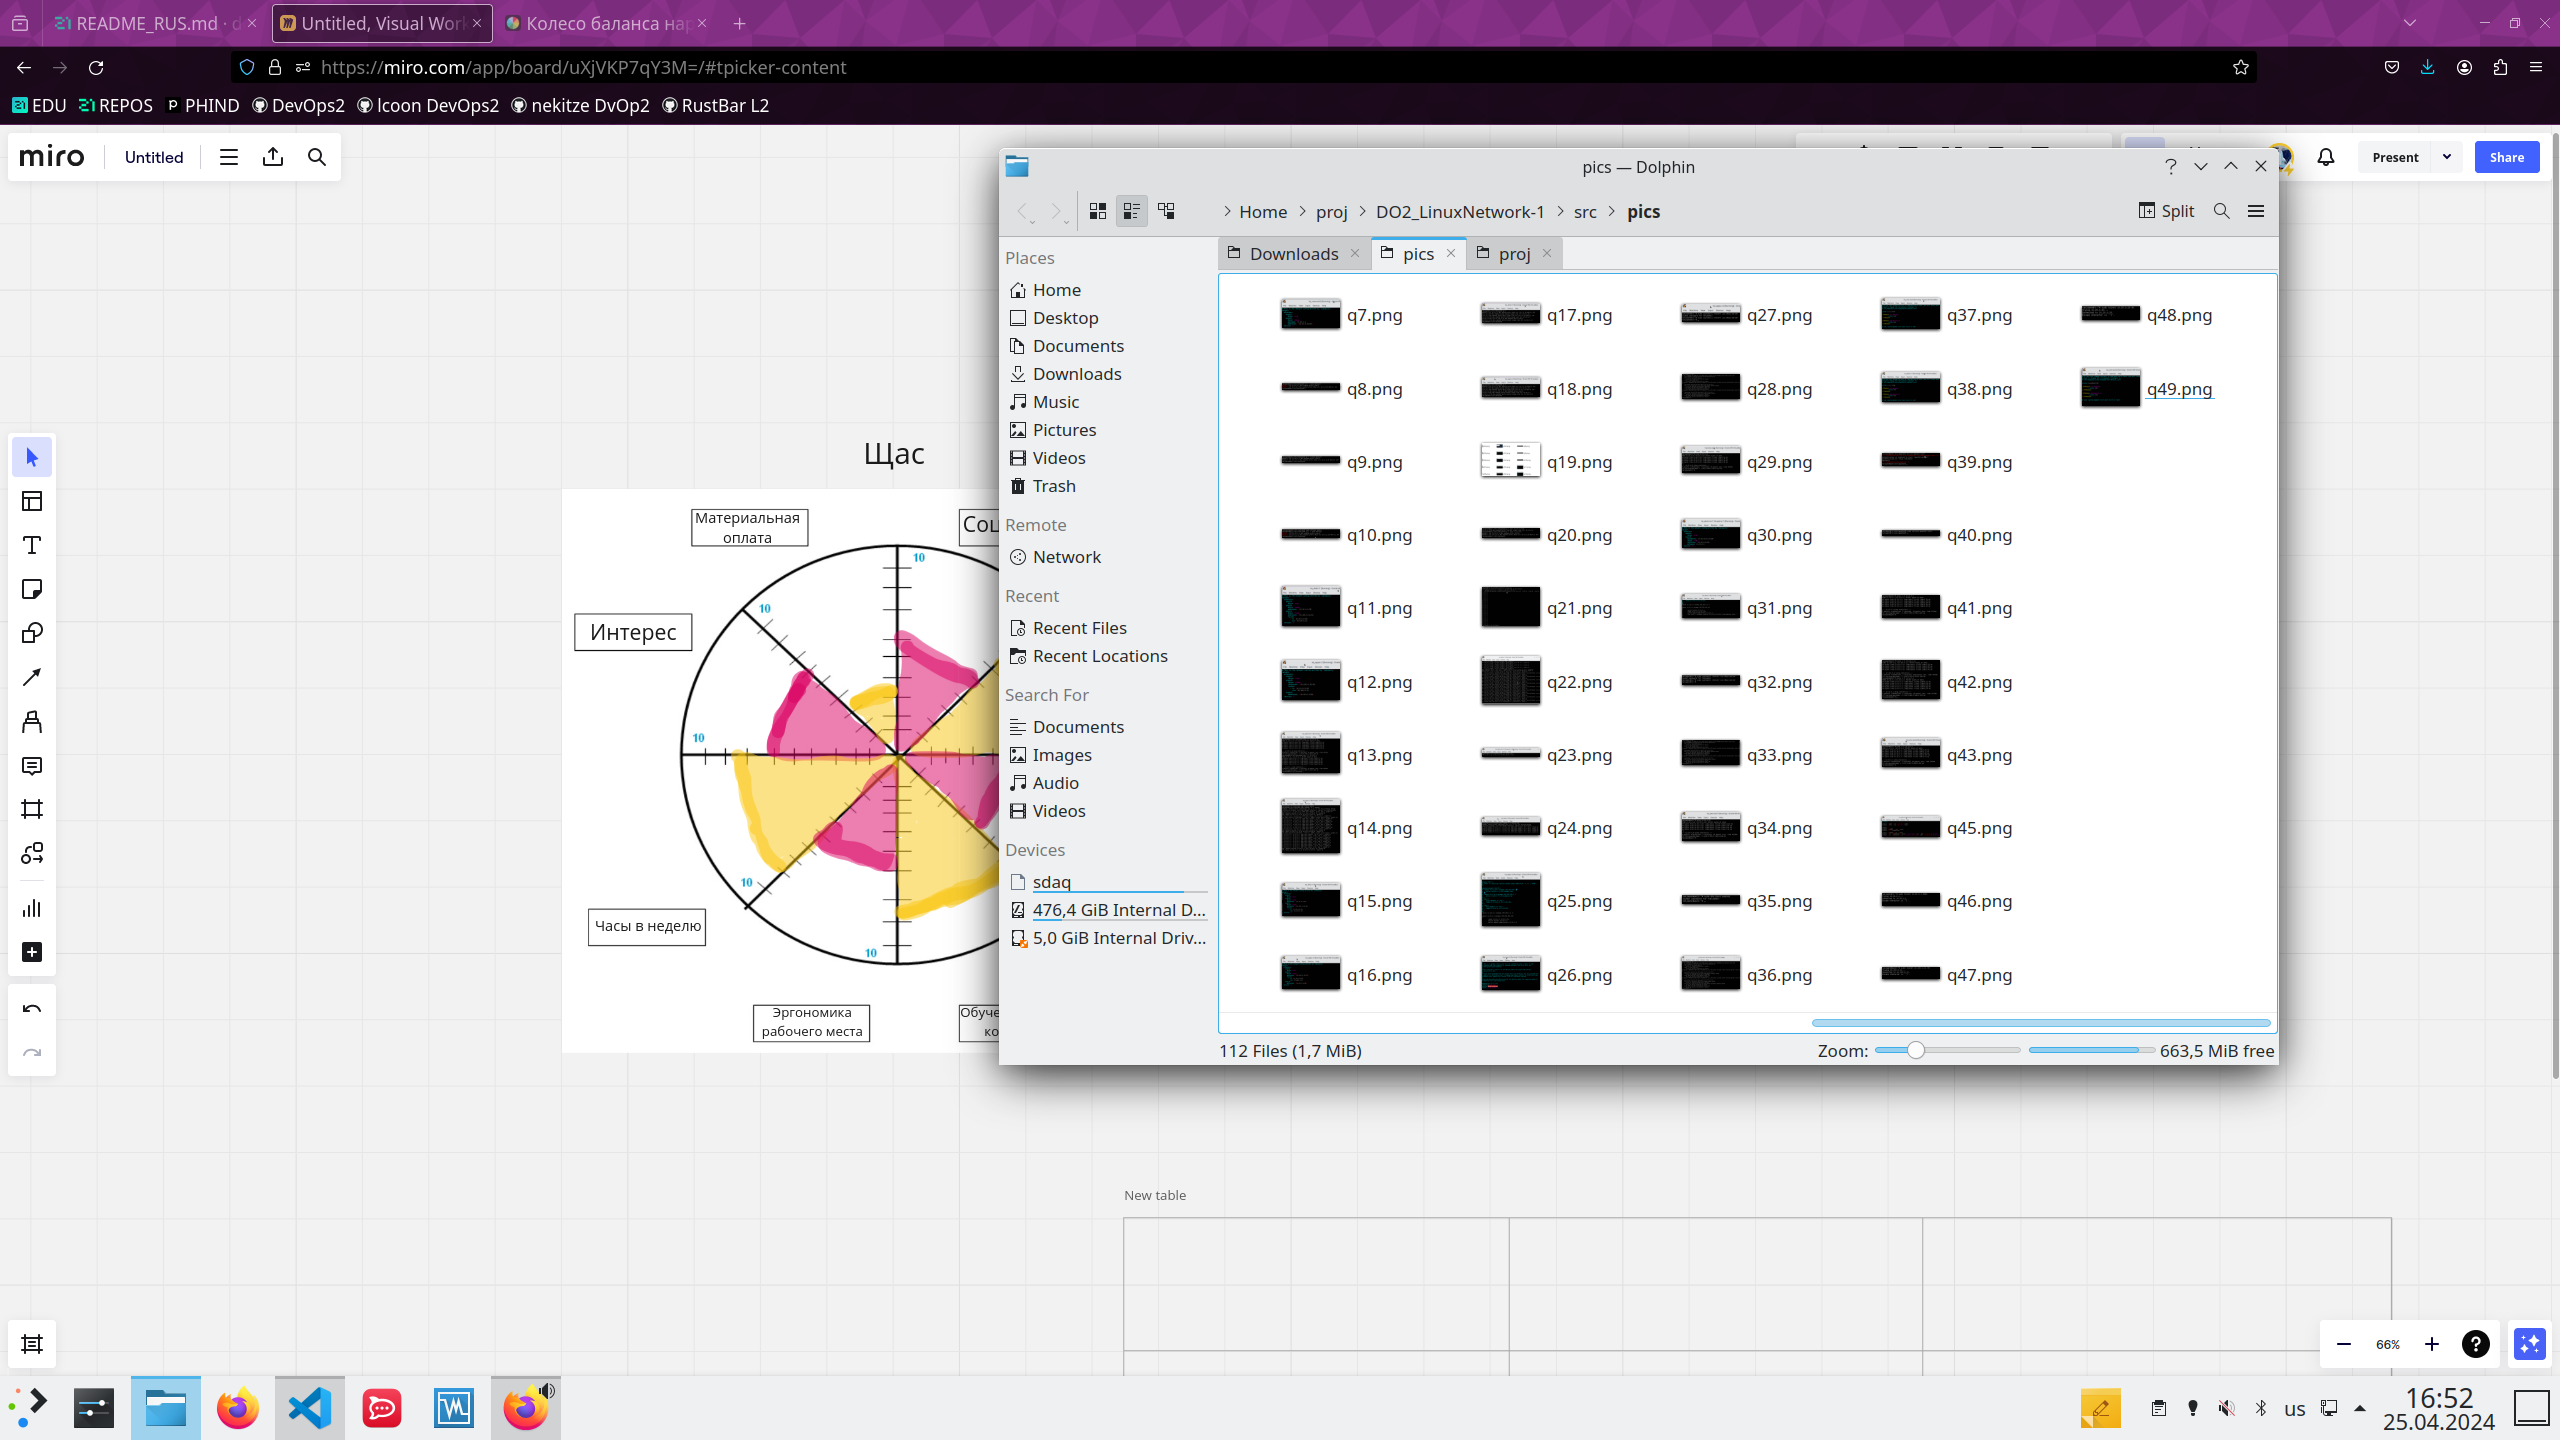 README_RUS.md · d
Untitled, Visual Work
Колесо баланса нар
https://miro.com/app/board/uXjVKP7qY3M=/#tpicker-content
EDU REPOS PHIND DevOps2 lcoon DevOps2 nekitze DvOp2 RustBar L2
miro Untitled
Present Share
pics — Dolphin
Home proj DO2_LinuxNetwork-1 src pics
Split
Downloads pics proj
Places
Home
Desktop
Documents
Downloads
Music
Pictures
Videos
Trash
Remote
Network
Recent
Recent Files
Recent Locations
Search For
Documents
Images
Audio
Videos
Devices
sdaq
476,4 GiB Internal D...
5,0 GiB Internal Driv...
q7.png q17.png q27.png q37.png q48.png
q8.png q18.png q28.png q38.png q49.png
q9.png q19.png q29.png q39.png
q10.png q20.png q30.png q40.png
q11.png q21.png q31.png q41.png
q12.png q22.png q32.png q42.png
q13.png q23.png q33.png q43.png
q14.png q24.png q34.png q45.png
q15.png q25.png q35.png q46.png
q16.png q26.png q36.png q47.png
112 Files (1,7 MiB)
Zoom:
663,5 MiB free
Щас
Материальная
оплата
Соц
10
10
Интерес
10
10
Часы в неделю
10
Эргономика
рабочего места
Обуче
ко
New table
66%
us
16:52
25.04.2024